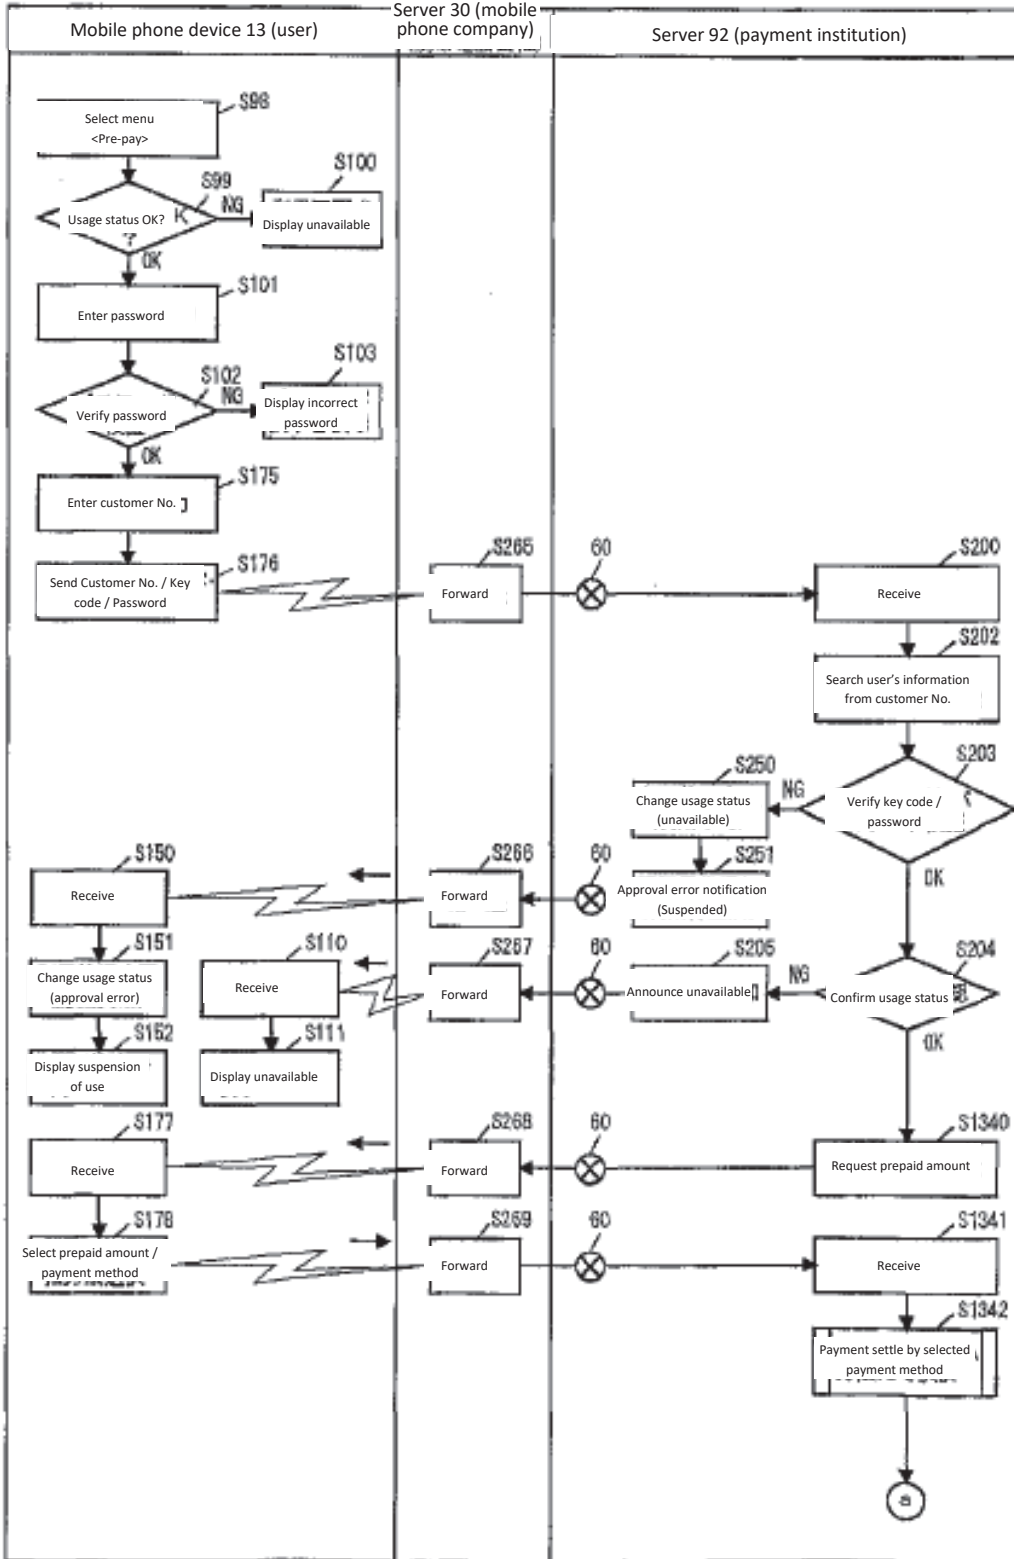 Mobile phone device 13 (user)
Server 30 (mobile
phone company)
Server 92 (payment institution)
S98
Select menu
<Pre-pay>
S99
Usage status OK?
?
NG
OK
S100
Display unavailable
S101
Enter password
S102
Verify password
NG
OK
S103
Display incorrect
password
S175
Enter customer No.
S176
Send Customer No. / Key
code / Password
S265
Forward
60
S200
Receive
S202
Search user's information
from customer No.
S203
Verify key code /
password
NG
OK
S250
Change usage status
(unavailable)
S251
Approval error notification
(Suspended)
60
S266
Forward
S150
Receive
S151
Change usage status
(approval error)
S152
Display suspension
of use
S204
Confirm usage status
NG
OK
S205
Announce unavailable
60
S267
Forward
S110
Receive
S111
Display unavailable
S1340
Request prepaid amount
60
S268
Forward
S177
Receive
S178
Select prepaid amount /
payment method
S269
Forward
60
S1341
Receive
S1342
Payment settle by selected
payment method
a